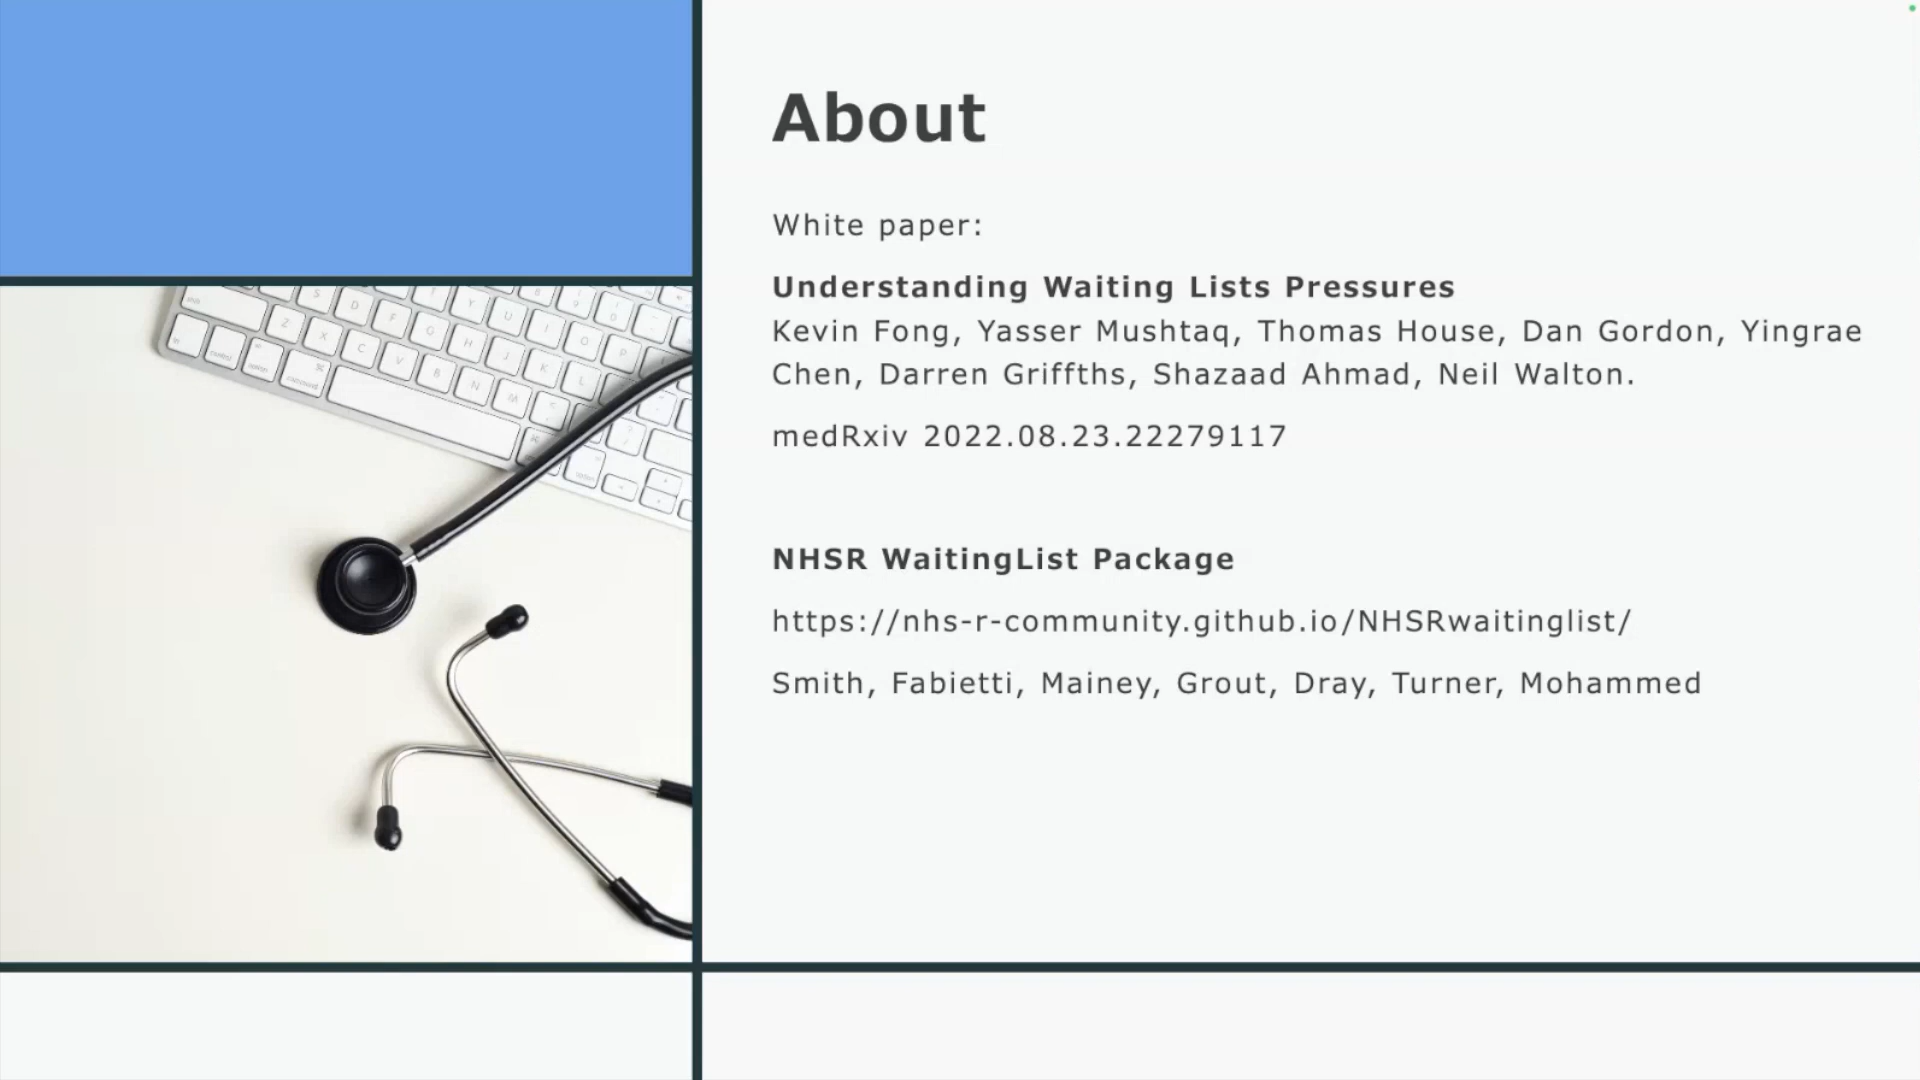 About
White paper:
Understanding Waiting Lists Pressures
Kevin Fong, Yasser Mushtaq, Thomas House, Dan Gordon, Yingrae
Chen, Darren Griffths, Shazaad Ahmad, Neil Walton.
medRxiv 2022.08.23.22279117
NHSR WaitingList Package
https://nhs-r-community.github.io/NHSRwaitinglist/
Smith, Fabietti, Mainey, Grout, Dray, Turner, Mohammed